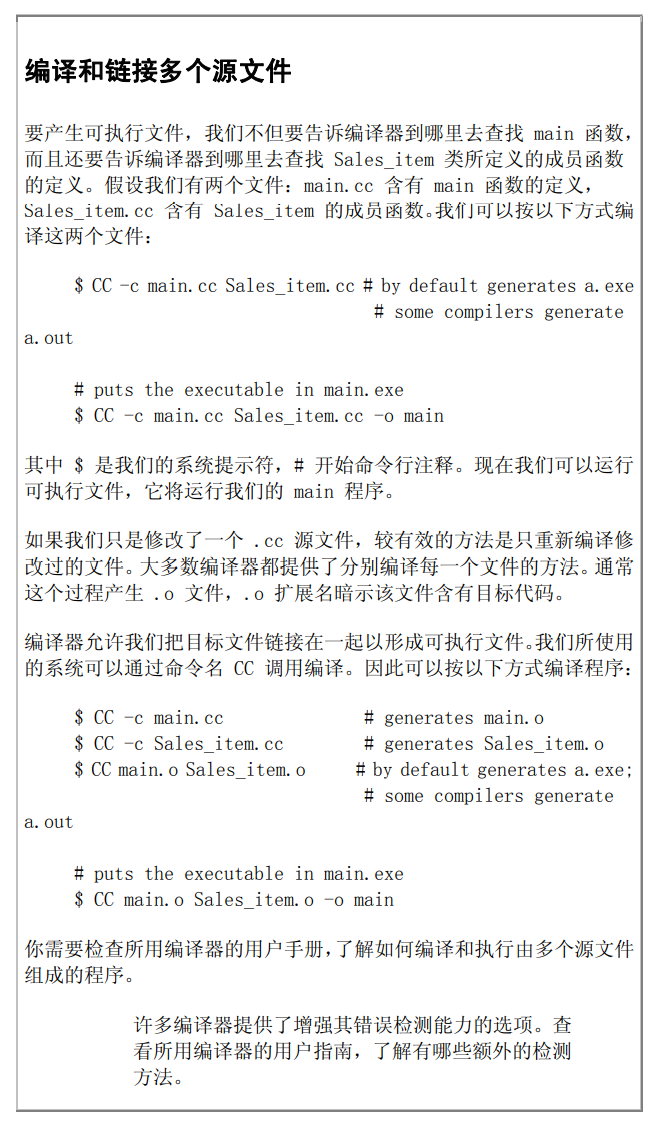 编译和链接多个源文件
要产生可执行文件，我们不但要告诉编译器到哪里去查找 main 函数，
而且还要告诉编译器到哪里去查找 Sales_item 类所定义的成员函数
的定义。假设我们有两个文件：main.cc 含有 main 函数的定义，
Sales_item.cc 含有 Sales_item 的成员函数。我们可以按以下方式编
译这两个文件：
$ CC -c main.cc Sales_item.cc # by default generates a.exe
# some compilers generate
a.out
# puts the executable in main.exe
$ CC -c main.cc Sales_item.cc -o main
其中 $ 是我们的系统提示符，# 开始命令行注释。现在我们可以运行
可执行文件，它将运行我们的 main 程序。
如果我们只是修改了一个 .cc 源文件，较有效的方法是只重新编译修
改过的文件。大多数编译器都提供了分别编译每一个文件的方法。通常
这个过程产生 .o 文件，.o 扩展名暗示该文件含有目标代码。
编译器允许我们把目标文件链接在一起以形成可执行文件。我们所使用
的系统可以通过命令名 CC 调用编译。因此可以按以下方式编译程序：
$ CC -c main.cc # generates main.o
$ CC -c Sales_item.cc # generates Sales_item.o
$ CC main.o Sales_item.o # by default generates a.exe;
# some compilers generate
a.out
# puts the executable in main.exe
$ CC main.o Sales_item.o -o main
你需要检查所用编译器的用户手册，了解如何编译和执行由多个源文件
组成的程序。
许多编译器提供了增强其错误检测能力的选项。查
看所用编译器的用户指南，了解有哪些额外的检测
方法。